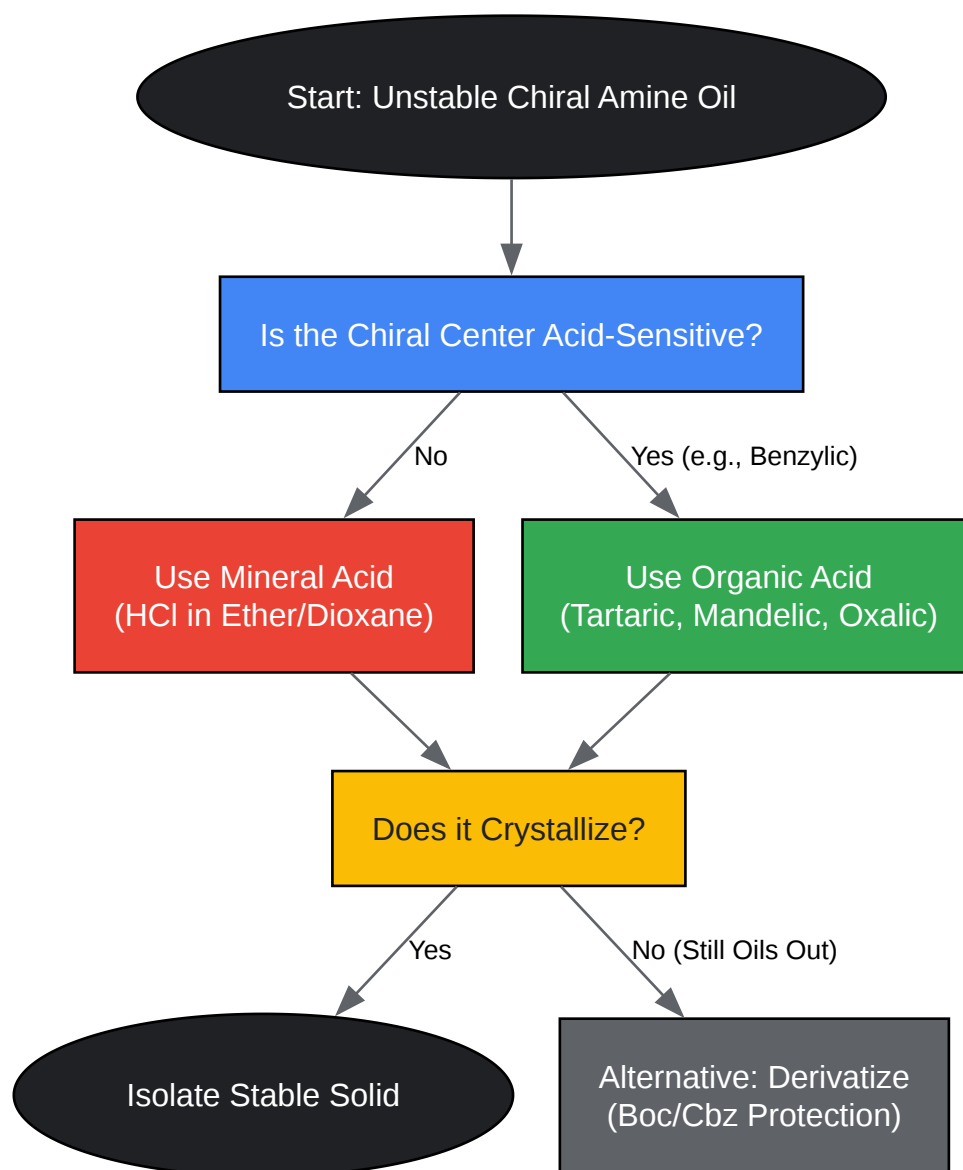 Start: Unstable Chiral Amine Oil
Is the Chiral Center Acid-Sensitive?
No
Yes (e.g., Benzylic)
Use Mineral Acid
(HCl in Ether/Dioxane)
Use Organic Acid
(Tartaric, Mandelic, Oxalic)
Does it Crystallize?
Yes
No (Still Oils Out)
Isolate Stable Solid
Alternative: Derivatize
(Boc/Cbz Protection)